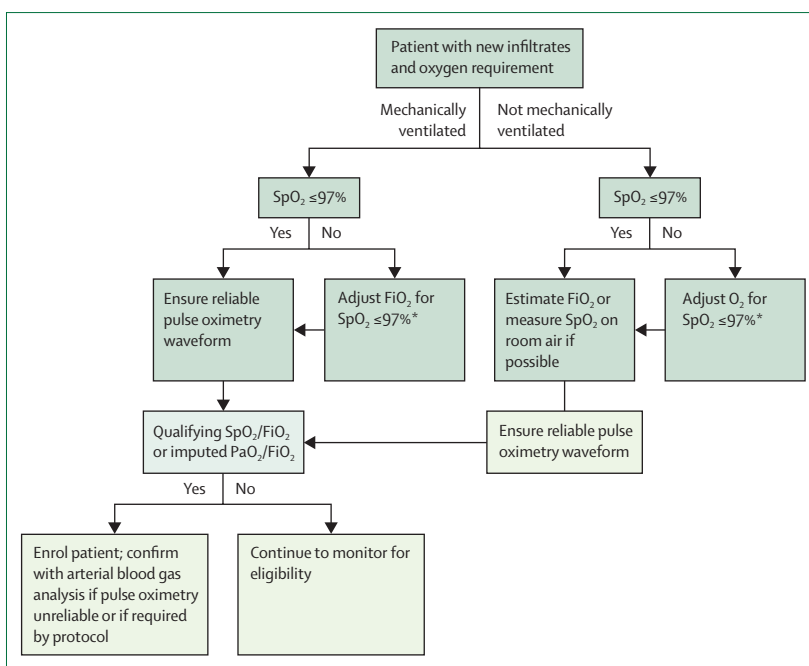 Patient with new infiltrates
and oxygen requirement
Mechanically
ventilated
Not mechanically
ventilated
SpO₂ ≤97%
SpO₂ ≤97%
Yes
No
Yes
No
Ensure reliable
pulse oximetry
waveform
Adjust FiO₂ for
SpO₂ ≤97%*
Estimate FiO₂ or
measure SpO₂ on
room air if
possible
Adjust O₂ for
SpO₂ ≤97%*
Qualifying SpO₂/FiO₂
or imputed PaO₂/FiO₂
Ensure reliable pulse
oximetry waveform
Yes
No
Enrol patient; confirm
with arterial blood gas
analysis if pulse oximetry
unreliable or if required
by protocol
Continue to monitor for
eligibility